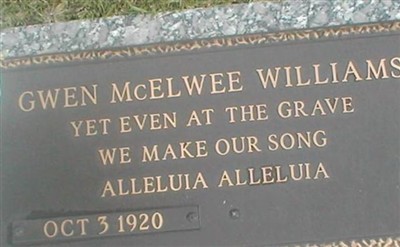 GWEN McELWEE WILLIAMS
YET EVEN AT THE GRAVE
WE MAKE OUR SONG
ALLELUIA ALLELUIA
OCT 3 1920